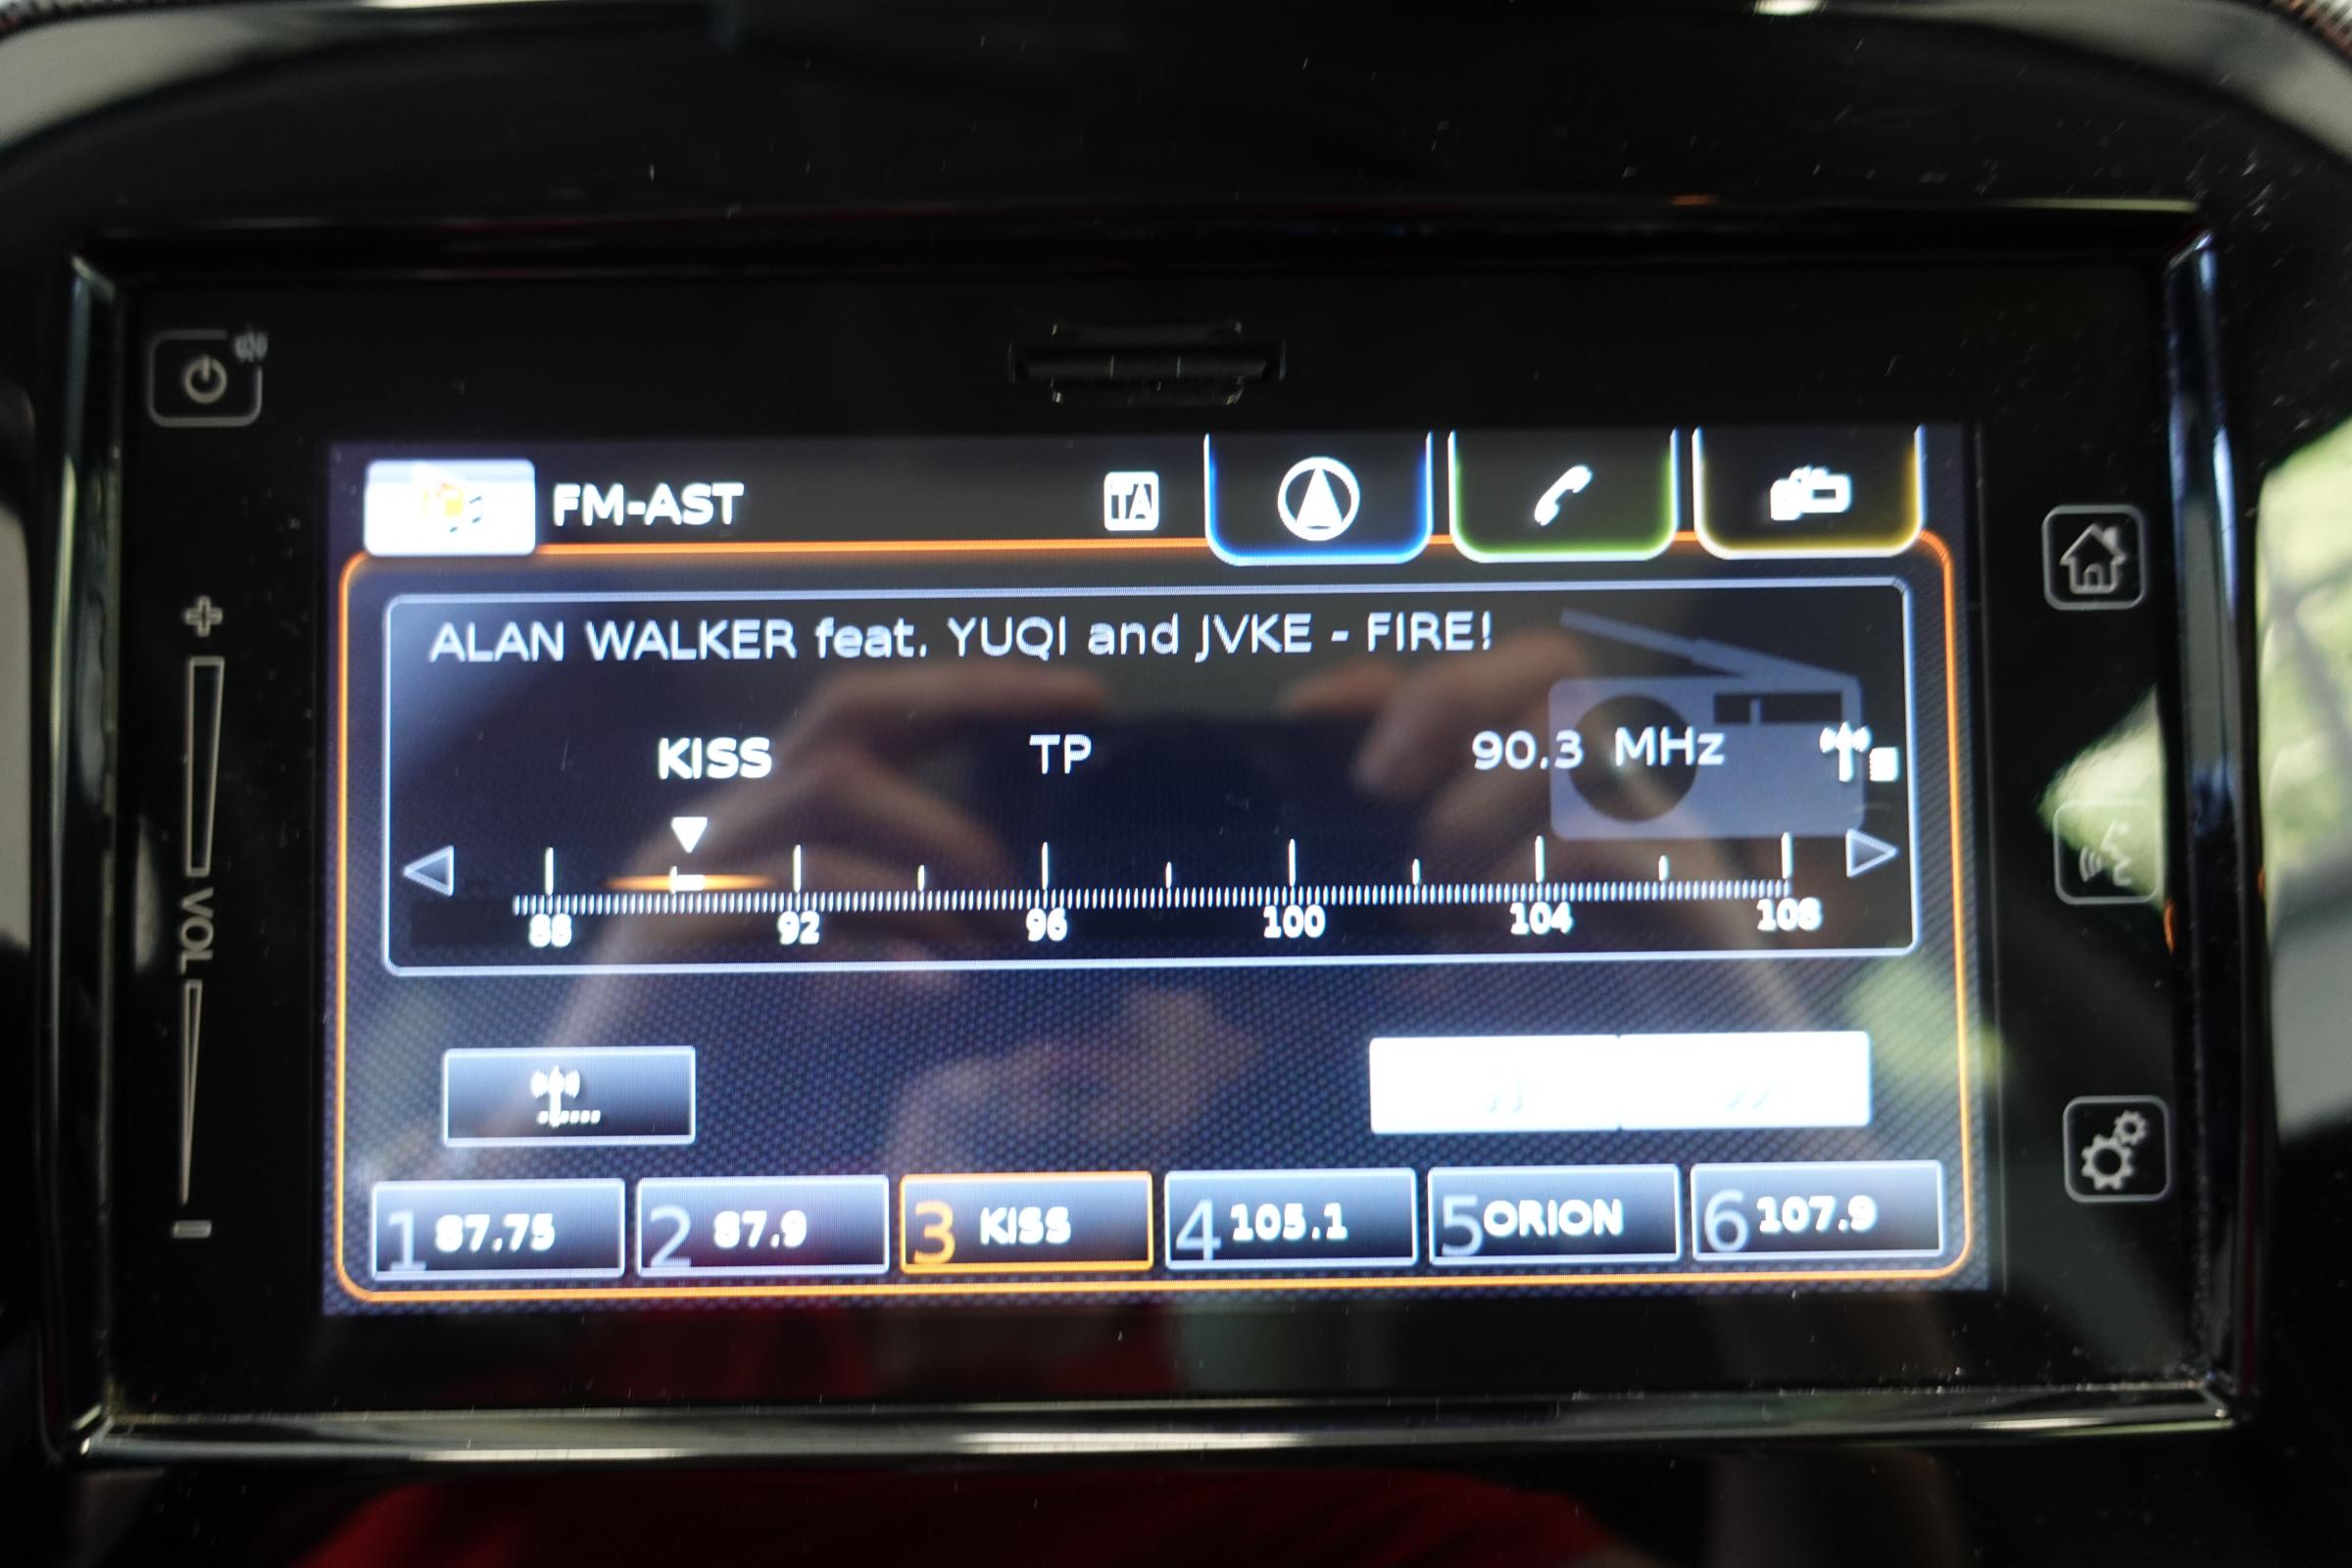 FM-AST TA
ALAN WALKER feat. YUQI and JVKE - FIRE!
KISS TP 90.3 MHz
88 92 96 100 104 108
VOL
1 87.75 2 87.9 3 KISS 4 105.1 5 ORION 6 107.9